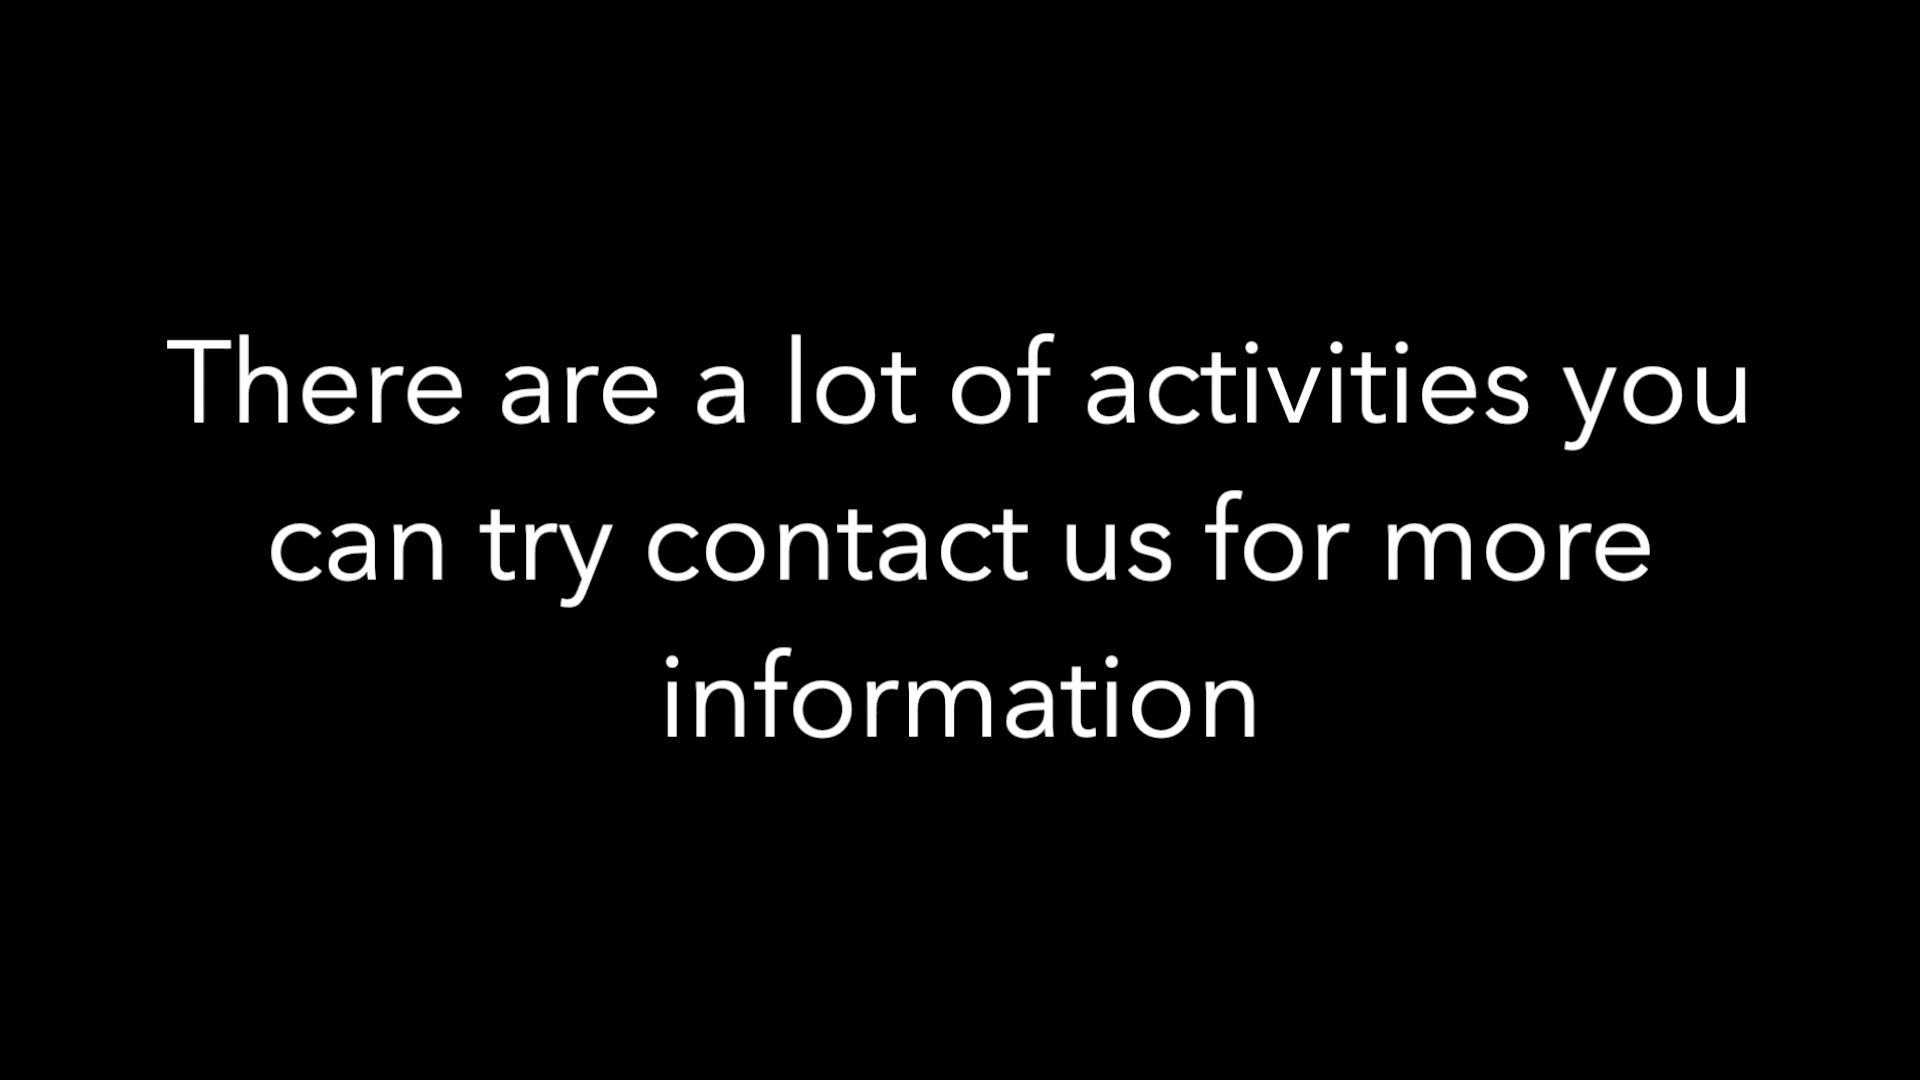 There are a lot of activities you
can try contact us for more
information